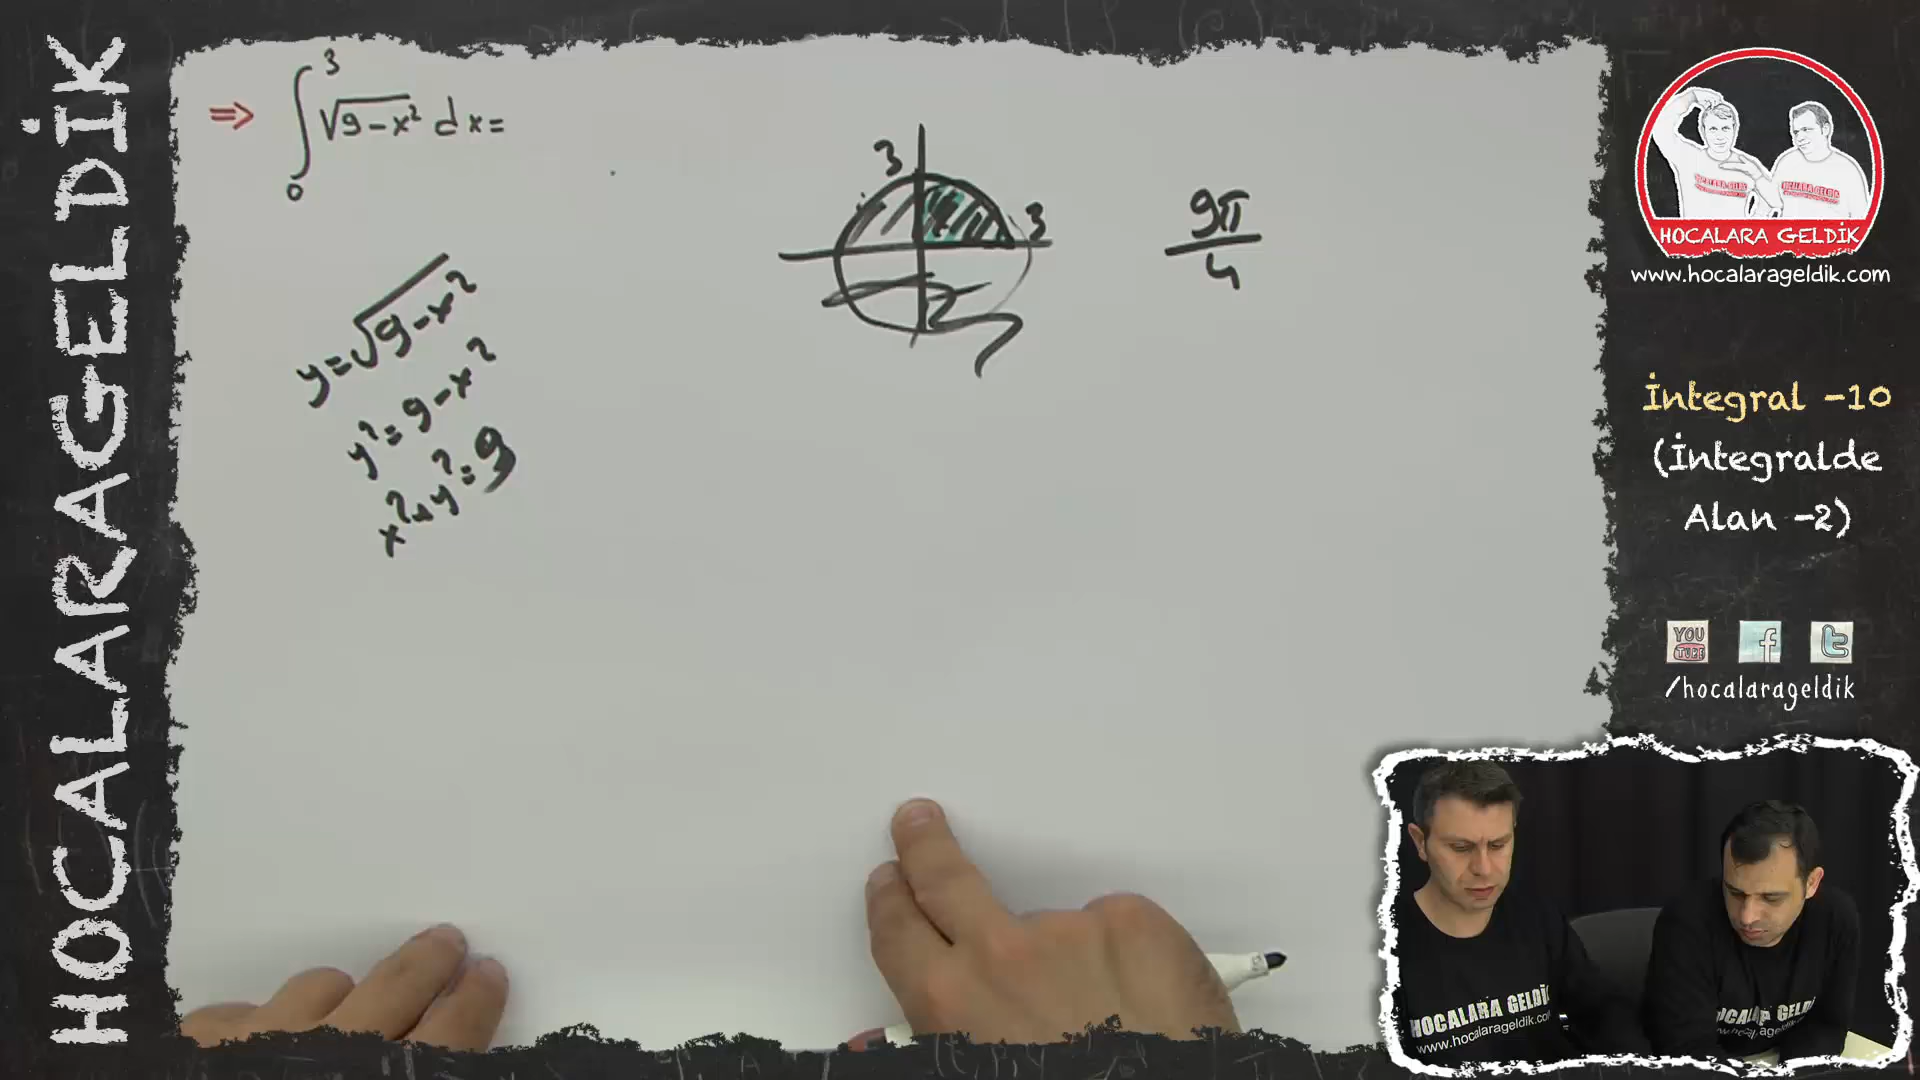 HOCALARAGELDİK
⇒ ∫₀³ √9-x² dx=
3
3
9π/4
y=√9-x²
y²=9-x²
x²+y²=9
HOCALARA GELDİK
www.hocalarageldik.com
İntegral -10
(İntegralde
Alan -2)
YOU
TUBE
f
t
/hocalarageldik
HOCALARA GELDİK
www.hocalarageldik.com